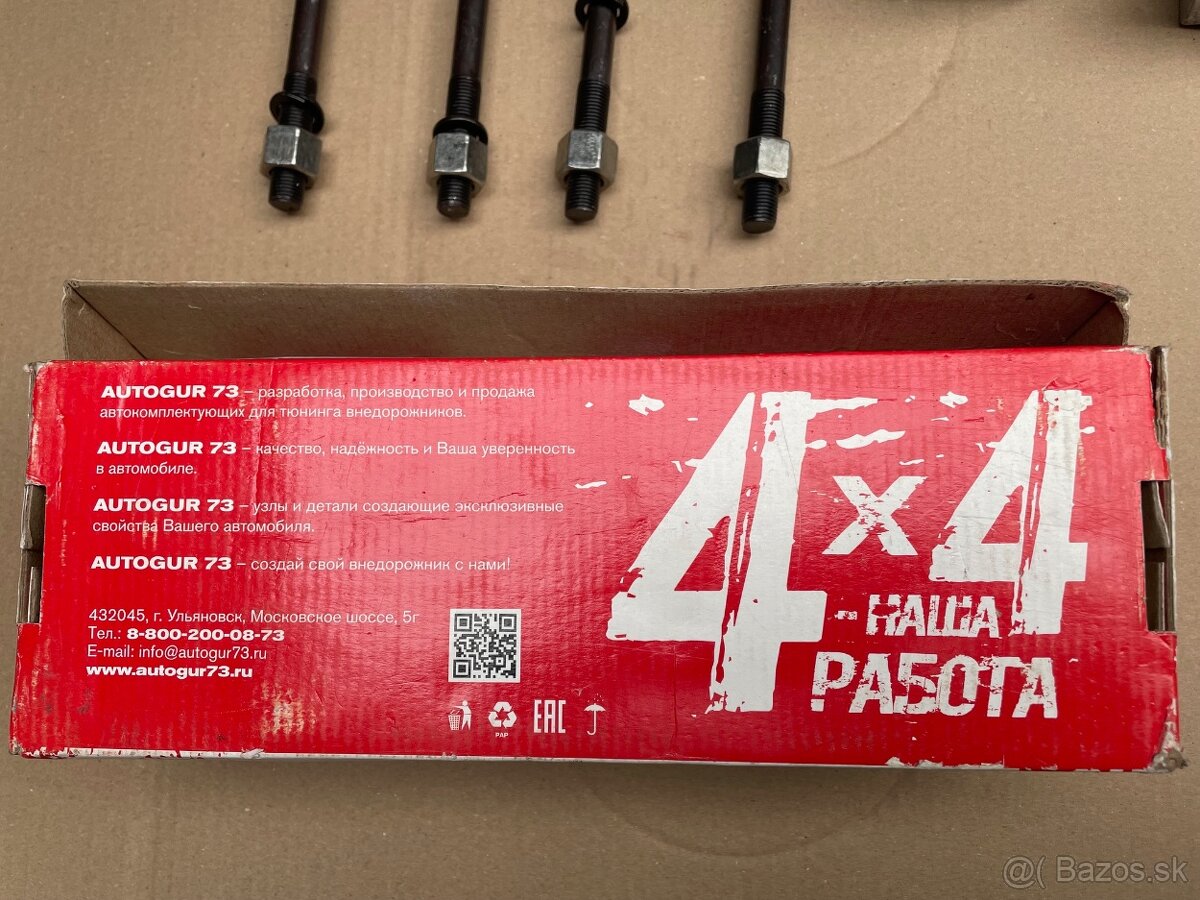 AUTOGUR 73 – разработка, производство и продажа
автокомплектующих для тюнинга внедорожников.
AUTOGUR 73 – качество, надёжность и Ваша уверенность
в автомобиле.
AUTOGUR 73 – узлы и детали создающие эксклюзивные
свойства Вашего автомобиля.
AUTOGUR 73 – создай свой внедорожник с нами!
432045, г. Ульяновск, Московское шоссе, 5г
Тел.: 8-800-200-08-73
E-mail: info@autogur73.ru
www.autogur73.ru
PAP
EAC
4x4
- НАША
РАБОТА
@( Bazos.sk